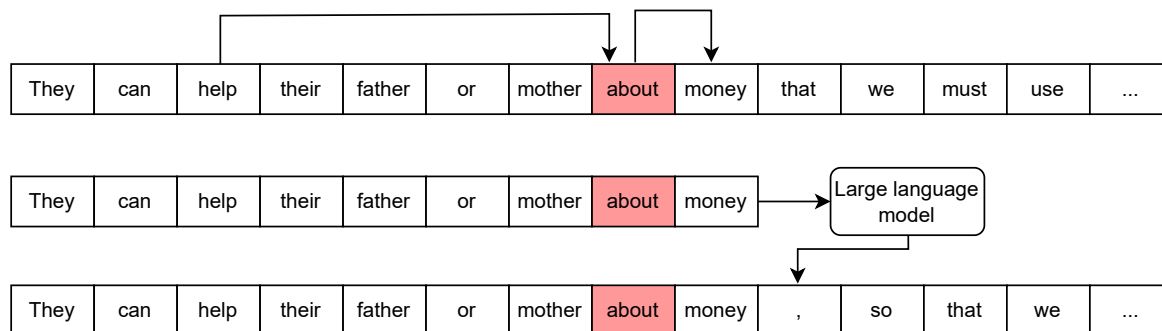 They can help their father or mother about money that we must use ...
They can help their father or mother about money
Large language
model
They can help their father or mother about money , so that we ...